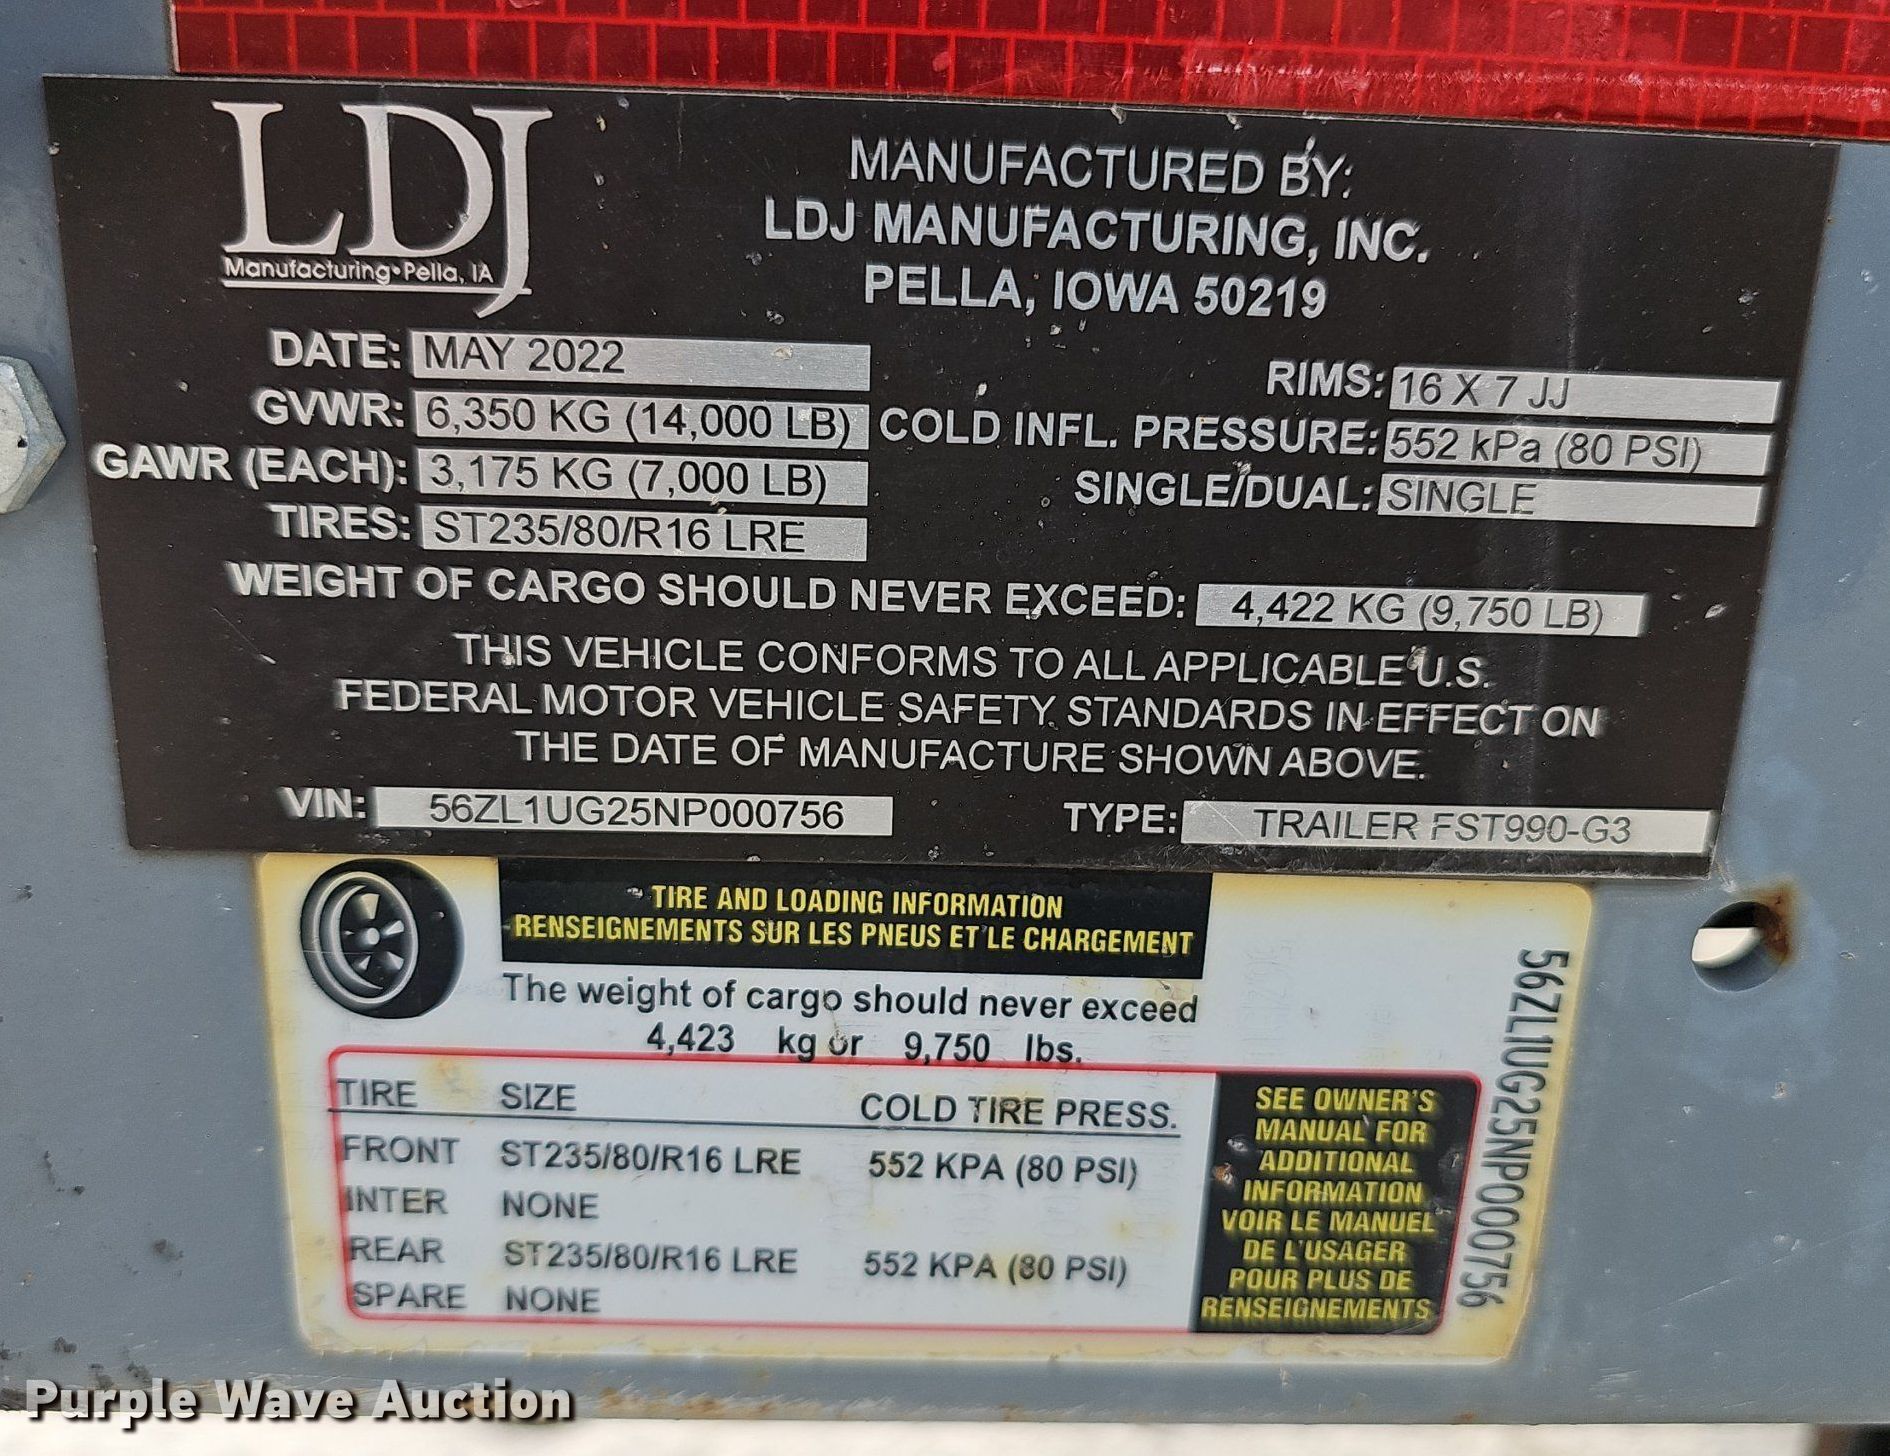 LDJ
Manufacturing•Pella, IA
MANUFACTURED BY:
LDJ MANUFACTURING, INC.
PELLA, IOWA 50219
DATE: MAY 2022
RIMS: 16 X 7 JJ
GVWR: 6,350 KG (14,000 LB)
COLD INFL. PRESSURE: 552 kPa (80 PSI)
GAWR (EACH): 3,175 KG (7,000 LB)
SINGLE/DUAL: SINGLE
TIRES: ST235/80/R16 LRE
WEIGHT OF CARGO SHOULD NEVER EXCEED: 4,422 KG (9,750 LB)
THIS VEHICLE CONFORMS TO ALL APPLICABLE U.S.
FEDERAL MOTOR VEHICLE SAFETY STANDARDS IN EFFECT ON
THE DATE OF MANUFACTURE SHOWN ABOVE.
VIN: 56ZL1UG25NP000756
TYPE: TRAILER FST990-G3
TIRE AND LOADING INFORMATION
RENSEIGNEMENTS SUR LES PNEUS ET LE CHARGEMENT
The weight of cargo should never exceed
4,423 kg or 9,750 lbs.
TIRE SIZE COLD TIRE PRESS.
FRONT ST235/80/R16 LRE 552 KPA (80 PSI)
INTER NONE
REAR ST235/80/R16 LRE 552 KPA (80 PSI)
SPARE NONE
SEE OWNER'S
MANUAL FOR
ADDITIONAL
INFORMATION
VOIR LE MANUEL
DE L'USAGER
POUR PLUS DE
RENSEIGNEMENTS
56ZL1UG25NP000756
Purple Wave Auction